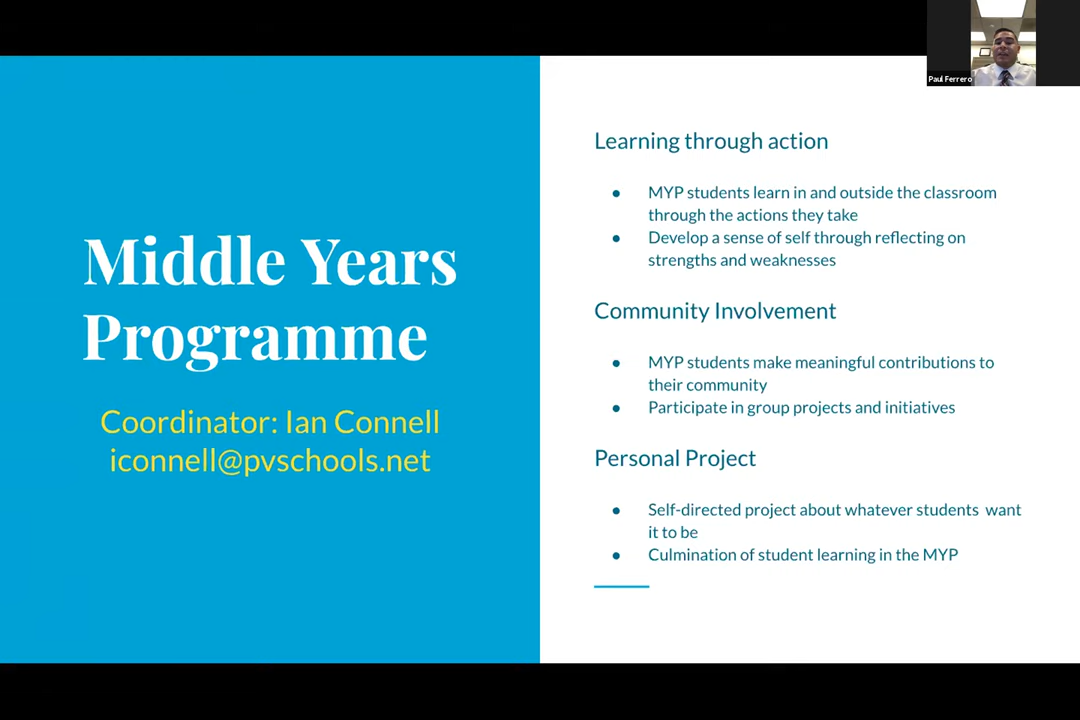 Paul Ferrero
Middle Years
Programme
Coordinator: Ian Connell
iconnell@pvschools.net
Learning through action
● MYP students learn in and outside the classroom
through the actions they take
● Develop a sense of self through reflecting on
strengths and weaknesses
Community Involvement
● MYP students make meaningful contributions to
their community
● Participate in group projects and initiatives
Personal Project
● Self-directed project about whatever students want
it to be
● Culmination of student learning in the MYP